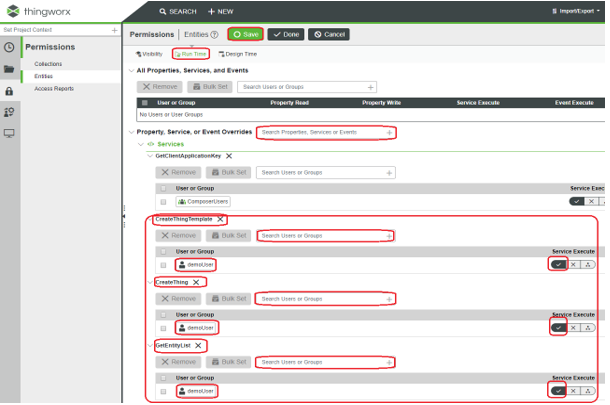 thingworx
SEARCH + NEW
Import/Export
Set Project Context +
Permissions
Collections
Entities
Access Reports
Permissions | Entities ? Save Done Cancel
Visibility Run Time Design Time
All Properties, Services, and Events
Remove Bulk Set Search Users or Groups +
User or Group Property Read Property Write Service Execute Event Execute
No Users or User Groups
Property, Service, or Event Overrides Search Properties, Services or Events +
<> Services
GetClientApplicationKey X
Remove Bulk Set Search Users or Groups +
User or Group Service Exec
ComposerUsers
CreateThingTemplate X
Remove Bulk Set Search Users or Groups +
User or Group Service Execute
demoUser
CreateThing X
Remove Bulk Set Search Users or Groups +
User or Group Service Execute
demoUser
GetEntityList X
Remove Bulk Set Search Users or Groups +
User or Group Service Execute
demoUser